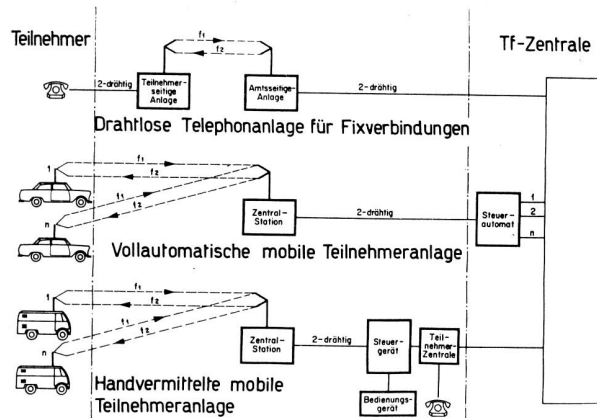 Teilnehmer
Tf-Zentrale
f1
f2
2-drähtig
Teilnehmer-
seitige
Anlage
Amtsseitige-
Anlage
2-drähtig
Drahtlose Telephonanlage für Fixverbindungen
1
f1
f2
f1
f2
n
Zentral-
Station
2-drähtig
Steuer-
automat
1
2
n
Vollautomatische mobile Teilnehmeranlage
1
f1
f2
f1
f2
n
Zentral-
Station
2-drähtig
Steuer-
gerät
Teil-
nehmer-
Zentrale
Bedienungs-
gerät
Handvermittelte mobile
Teilnehmeranlage